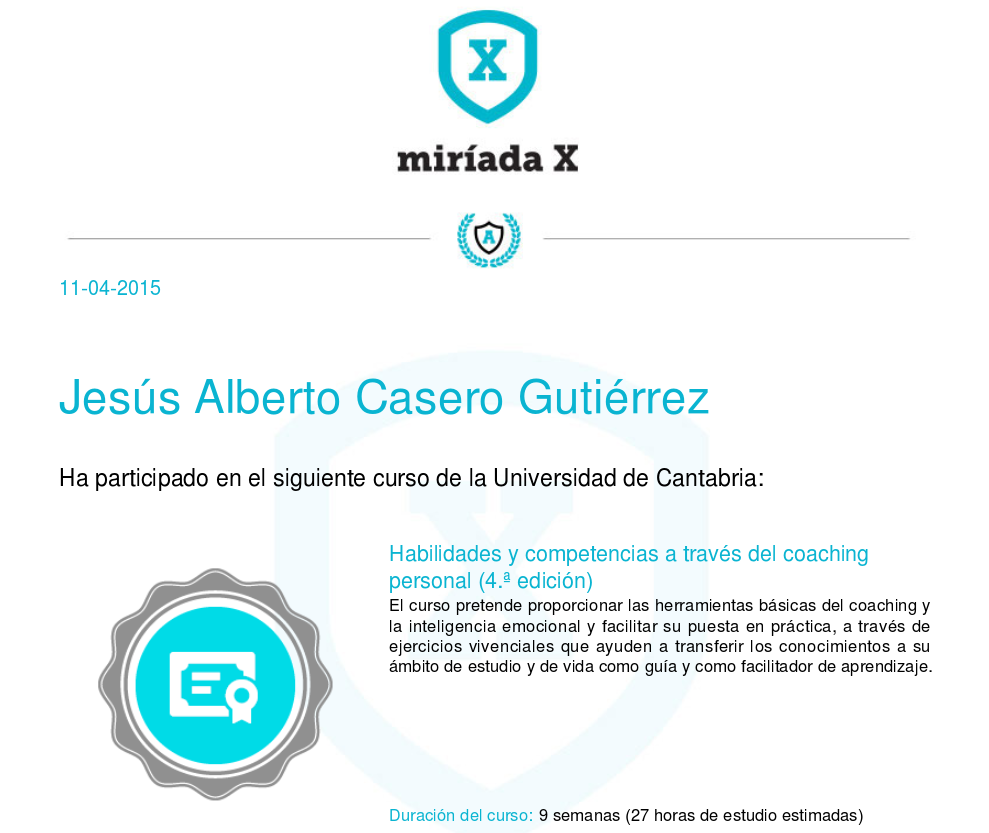 X
miríada X
A
11-04-2015
Jesús Alberto Casero Gutiérrez
Ha participado en el siguiente curso de la Universidad de Cantabria:
Habilidades y competencias a través del coaching
personal (4.ª edición)
El curso pretende proporcionar las herramientas básicas del coaching y
la inteligencia emocional y facilitar su puesta en práctica, a través de
ejercicios vivenciales que ayuden a transferir los conocimientos a su
ámbito de estudio y de vida como guía y como facilitador de aprendizaje.
Duración del curso: 9 semanas (27 horas de estudio estimadas)